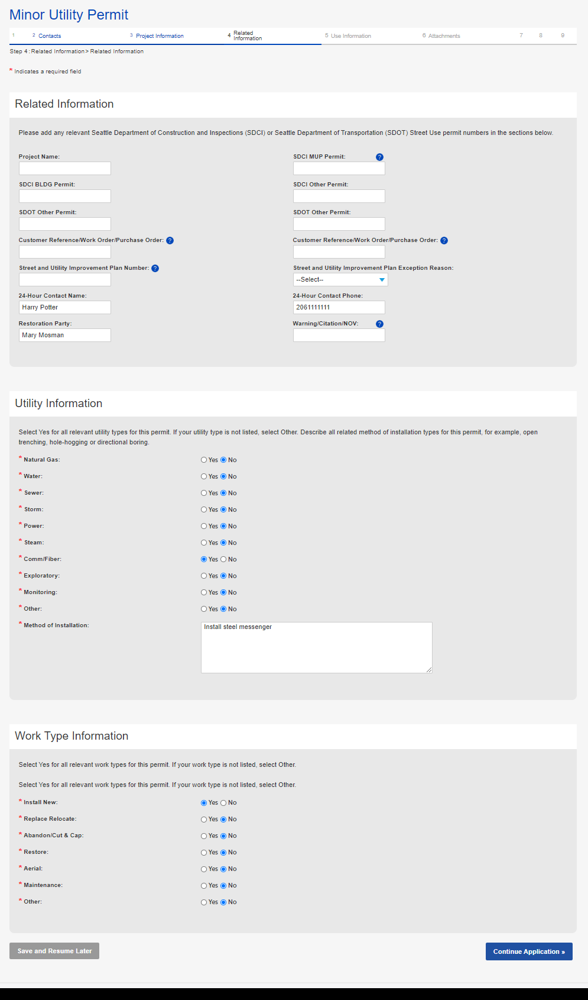 Minor Utility Permit
1
2 Contacts
3 Project Information
4 Related
Information
5 Use Information
6 Attachments
7
8
9
Step 4 : Related Information > Related Information
* Indicates a required field
Related Information
Please add any relevant Seattle Department of Construction and Inspections (SDCI) or Seattle Department of Transportation (SDOT) Street Use permit numbers in the sections below.
Project Name:
SDCI MUP Permit: ?
SDCI BLDG Permit:
SDCI Other Permit:
SDOT Other Permit:
SDOT Other Permit:
Customer Reference/Work Order/Purchase Order: ?
Customer Reference/Work Order/Purchase Order: ?
Street and Utility Improvement Plan Number: ?
Street and Utility Improvement Plan Exception Reason:
--Select--
24-Hour Contact Name:
24-Hour Contact Phone:
Harry Potter
2061111111
Restoration Party:
Warning/Citation/NOV: ?
Mary Mosman
Utility Information
Select Yes for all relevant utility types for this permit. If your utility type is not listed, select Other. Describe all related method of installation types for this permit, for example, open
trenching, hole-hogging or directional boring.
* Natural Gas: Yes No
* Water: Yes No
* Sewer: Yes No
* Storm: Yes No
* Power: Yes No
* Steam: Yes No
* Comm/Fiber: Yes No
* Exploratory: Yes No
* Monitoring: Yes No
* Other: Yes No
* Method of Installation: Install steel messenger
Work Type Information
Select Yes for all relevant work types for this permit. If your work type is not listed, select Other.
Select Yes for all relevant work types for this permit. If your work type is not listed, select Other.
* Install New: Yes No
* Replace Relocate: Yes No
* Abandon/Cut & Cap: Yes No
* Restore: Yes No
* Aerial: Yes No
* Maintenance: Yes No
* Other: Yes No
Save and Resume Later
Continue Application »